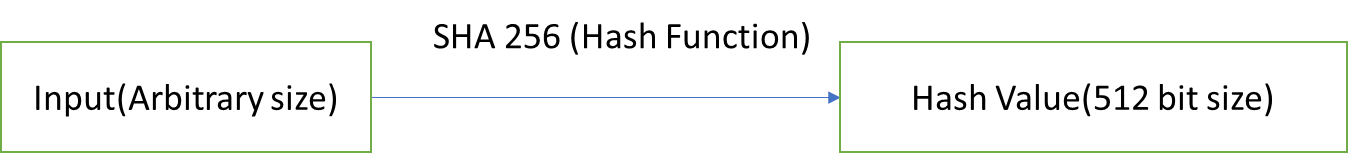 SHA 256 (Hash Function)
Input(Arbitrary size)
Hash Value(512 bit size)